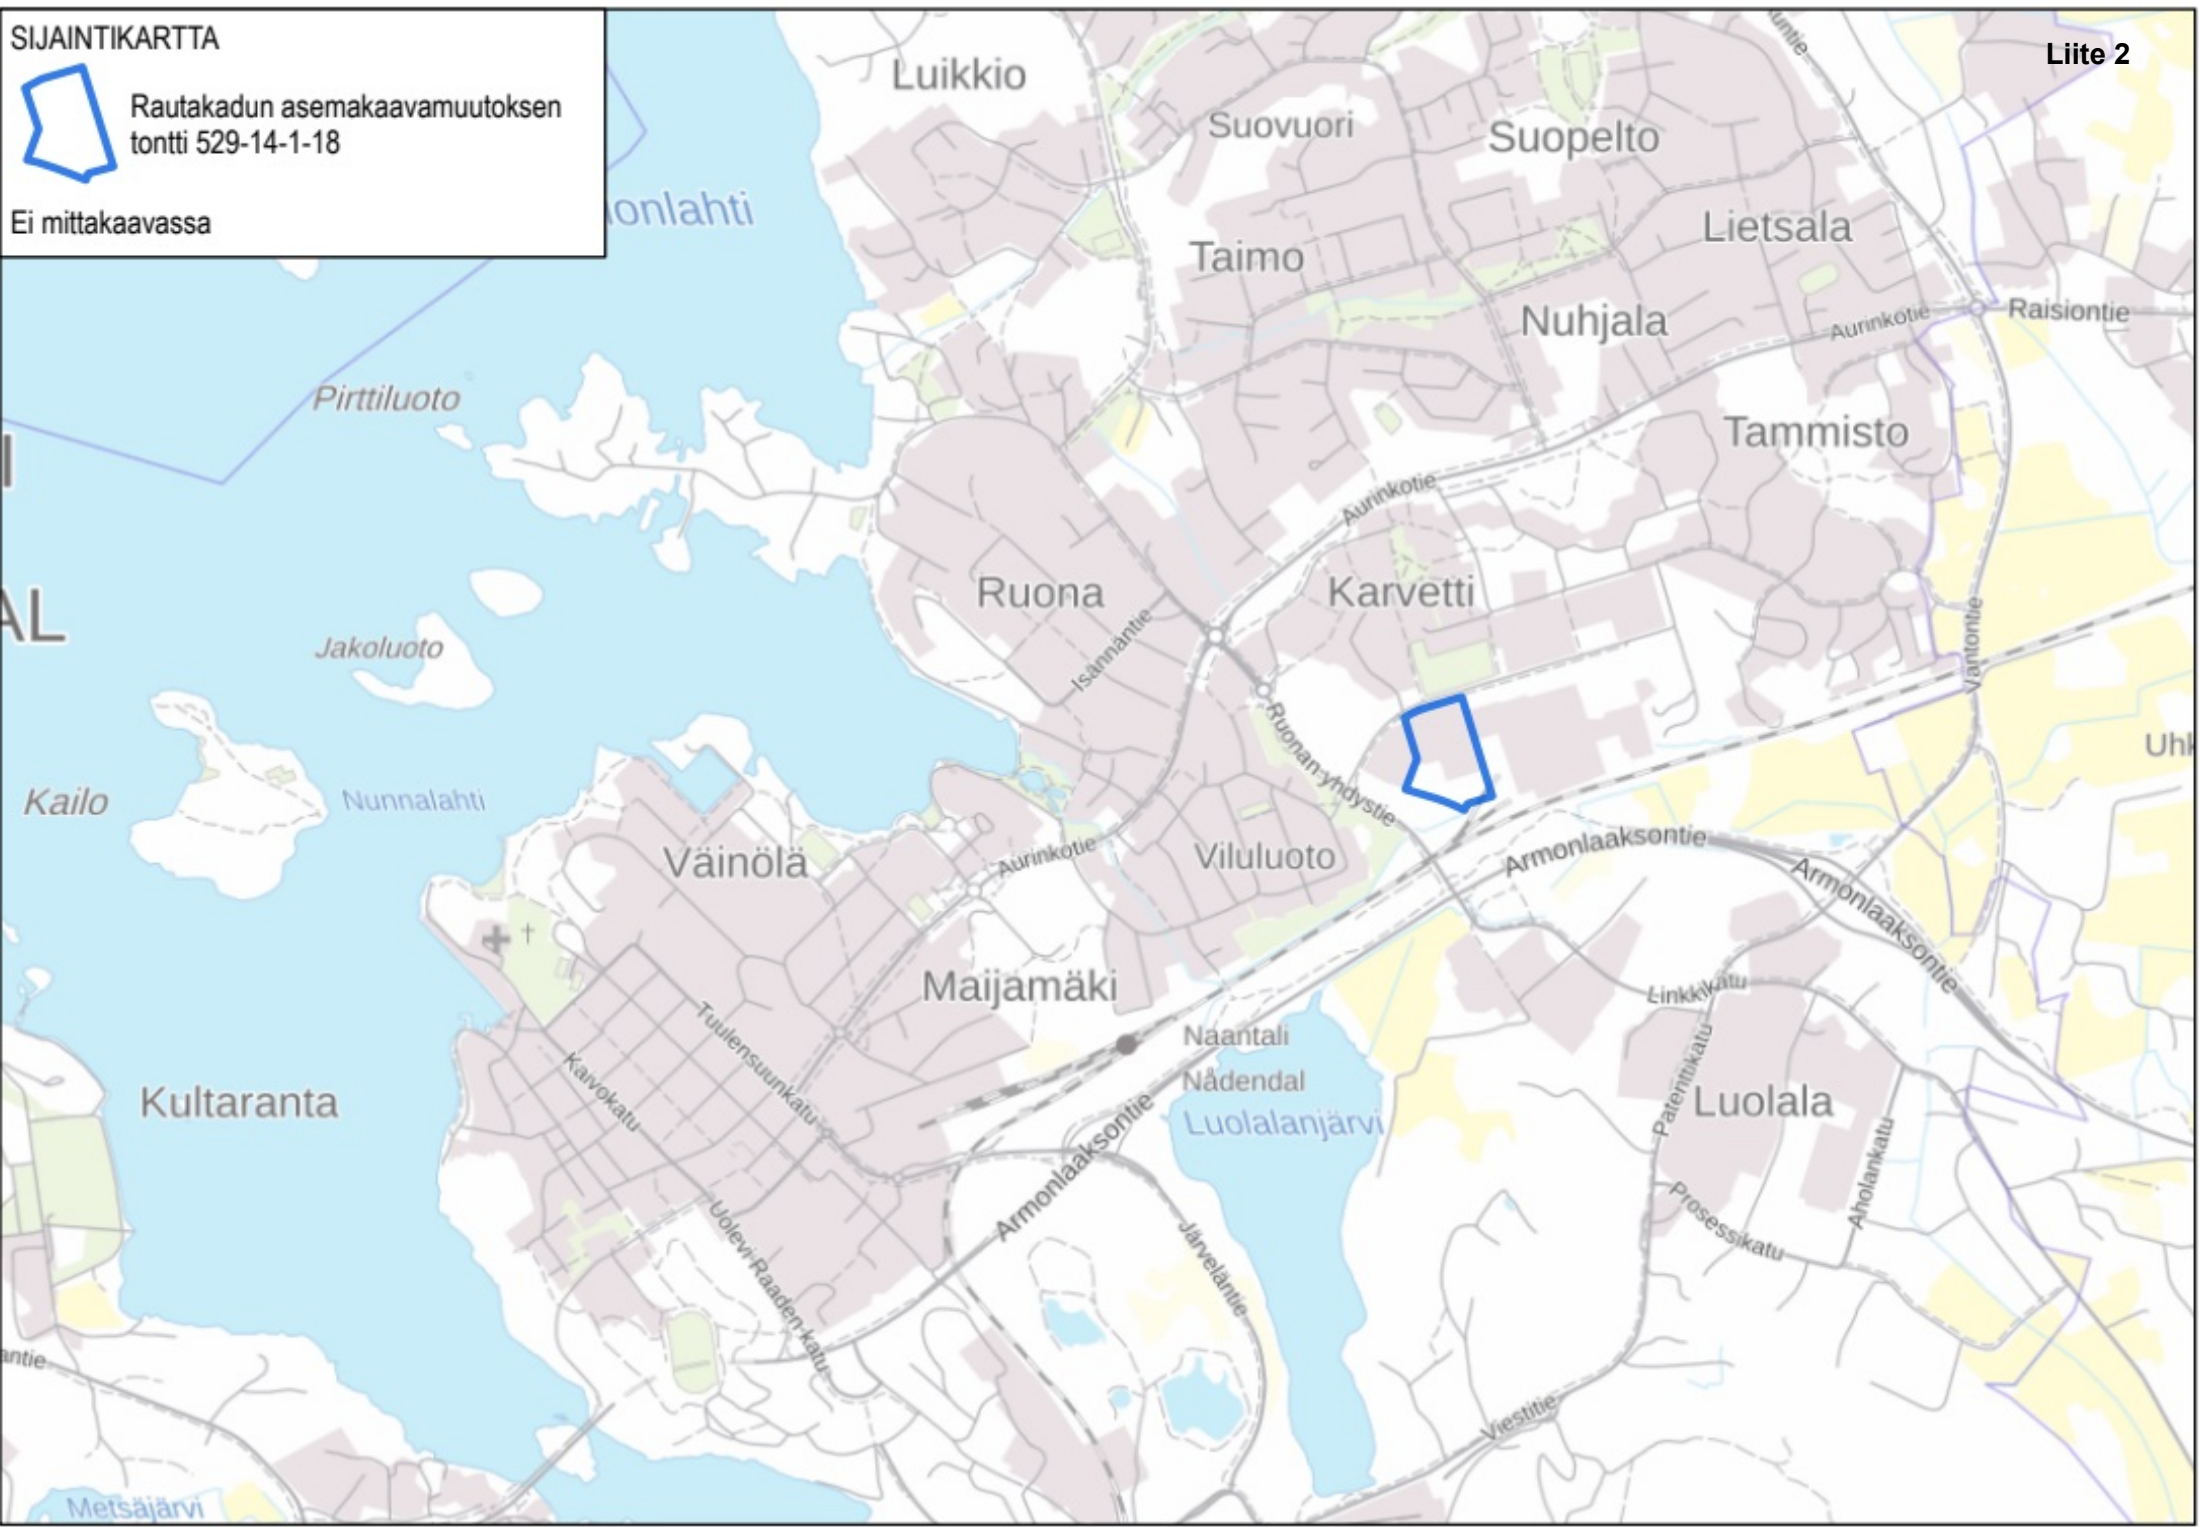 SIJAINTIKARTTA
Rautakadun asemakaavamuutoksen
tontti 529-14-1-18
Ei mittakaavassa
Liite 2
Luikkio
Suovuori
Suopelto
onlahti
Lietsala
Taimo
Nuhjala
Aurinkotie
Raisiontie
Pirttiluoto
Tammisto
Aurinkotie
Ruona
Karvetti
AL
Isännäntie
Jakoluoto
Vantontie
Ruonan yhdystie
Uhk
Kailo
Nunnalahti
Väinölä
Aurinkotie
Viluluoto
Armonlaaksontie
Armonlaaksontie
Maijamäki
Linkkikatu
Tuulensuunkatu
Naantali
Nådendal
Kaivokatu
Patenttikatu
Kultaranta
Luolalanjärvi
Luolala
Armonlaaksontie
Aholankatu
Prosessikatu
Uolevi Raaden katu
Järveläntie
antie
Viestitie
Metsäjärvi